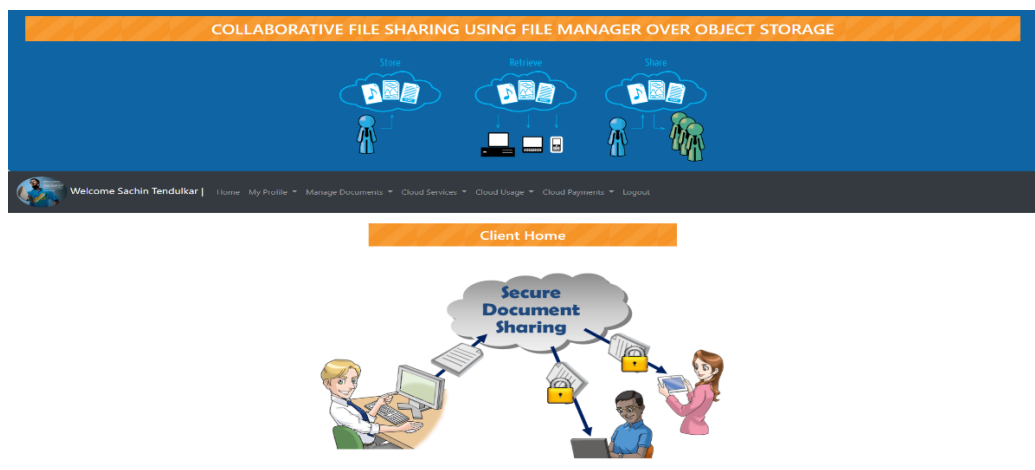 COLLABORATIVE FILE SHARING USING FILE MANAGER OVER OBJECT STORAGE
Store Retrieve Share
Welcome Sachin Tendulkar | Home My Profile Manage Documents Cloud Services Cloud Usage Cloud Payments Logout
Client Home
Secure
Document
Sharing